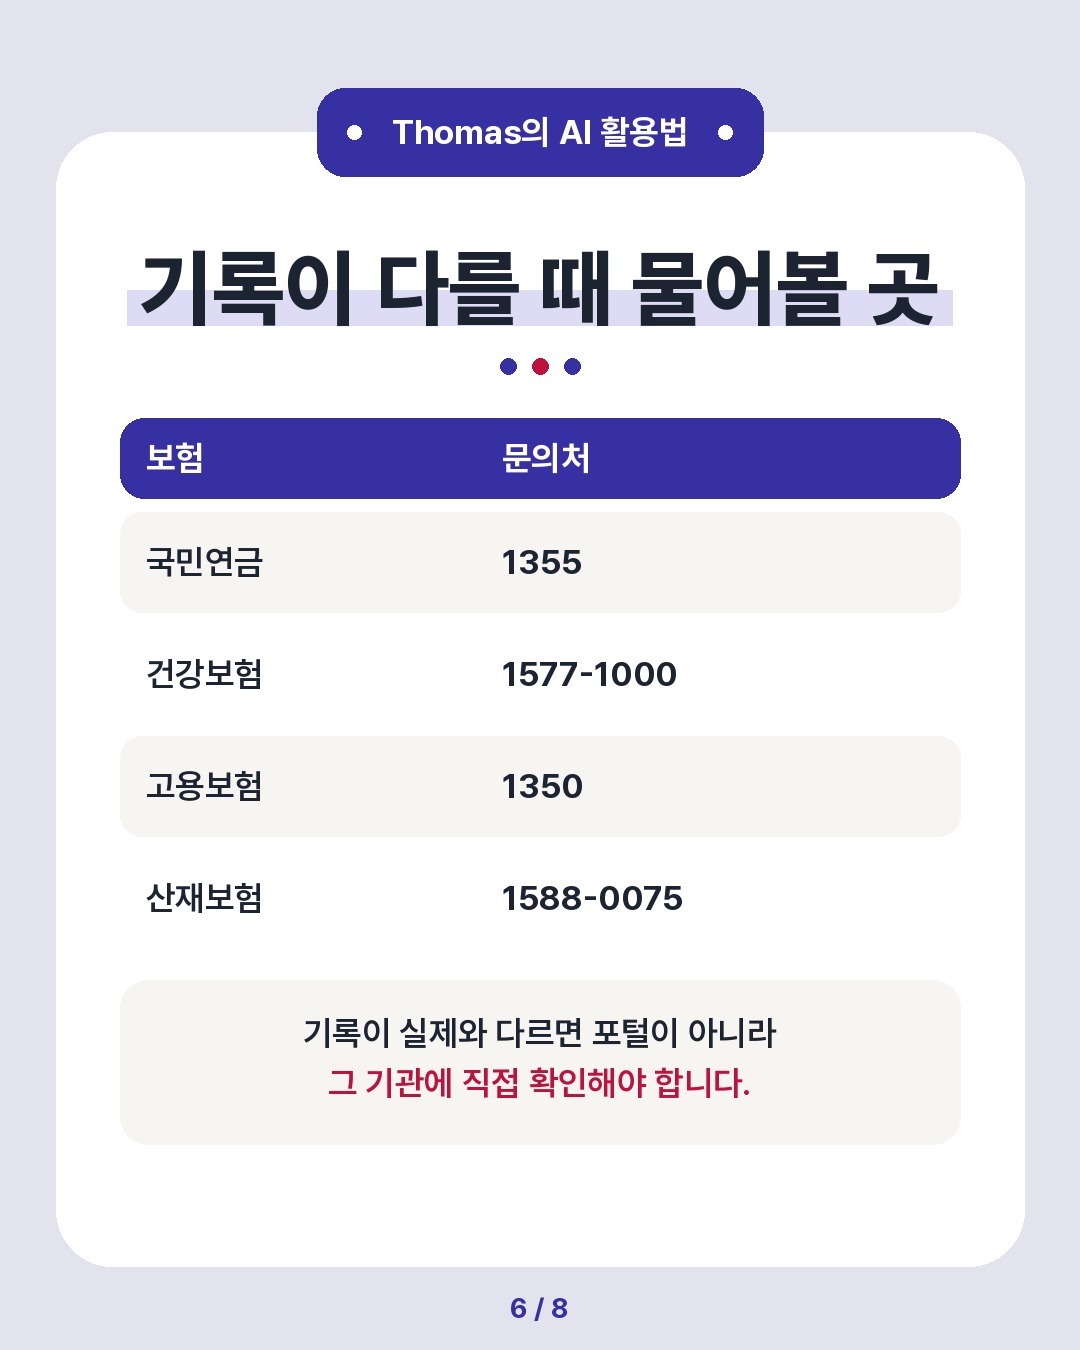 Thomas의 AI 활용법
기록이 다를 때 물어볼 곳
보험 문의처
국민연금 1355
건강보험 1577-1000
고용보험 1350
산재보험 1588-0075
기록이 실제와 다르면 포털이 아니라
그 기관에 직접 확인해야 합니다.
6 / 8